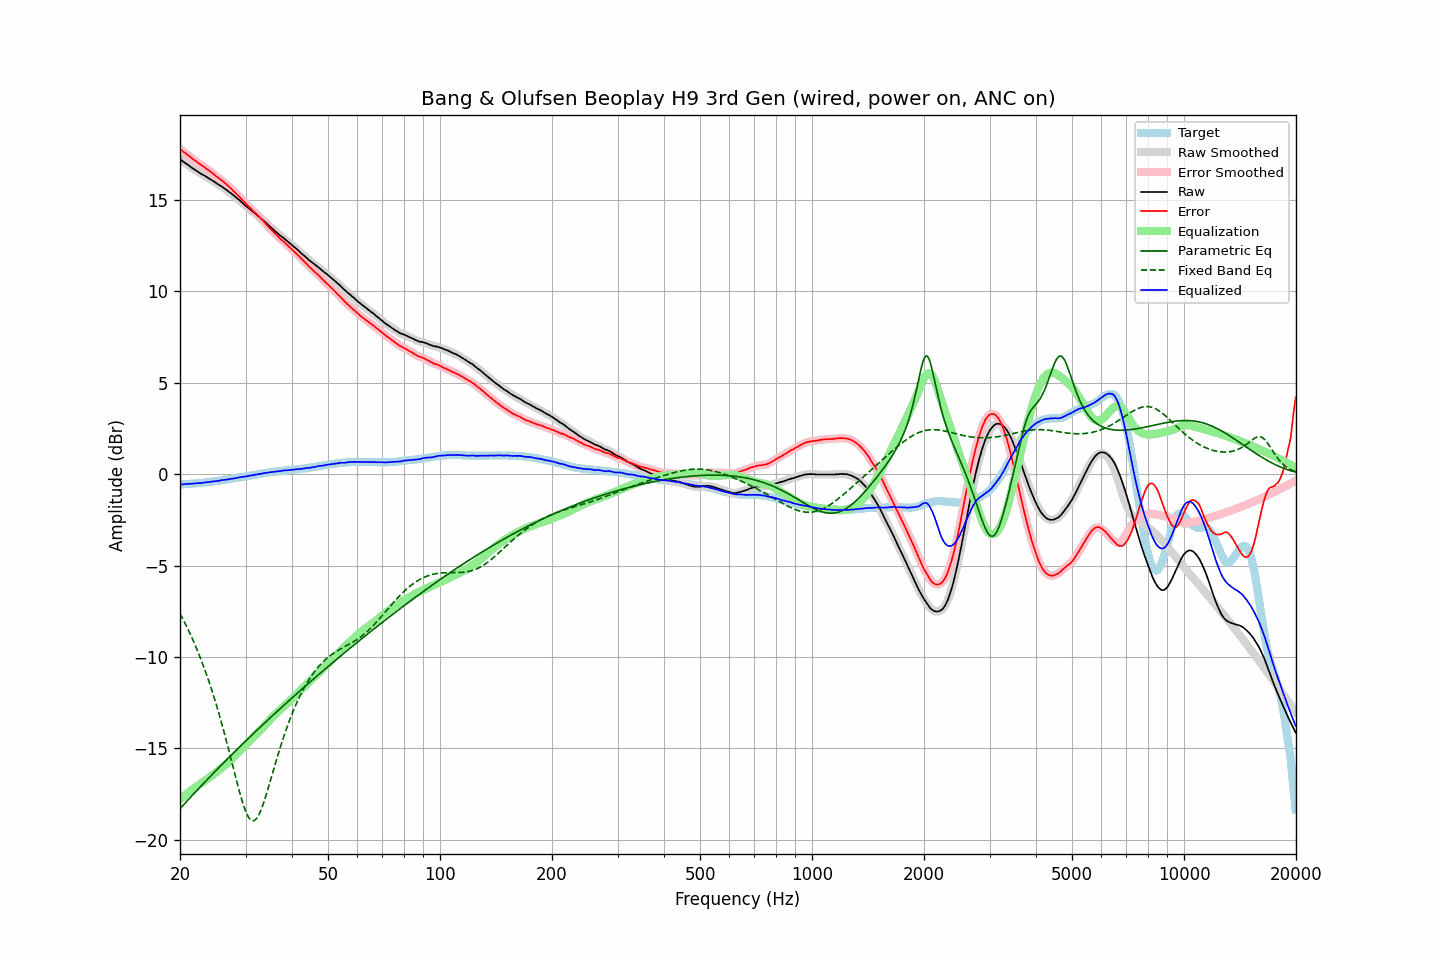 Bang & Olufsen Beoplay H9 3rd Gen (wired, power on, ANC on)
Target
Raw Smoothed
Error Smoothed
Raw
Error
Equalization
Parametric Eq
Fixed Band Eq
Equalized
Amplitude (dBr)
15
10
5
0
−5
−10
−15
−20
20 50 100 200 500 1000 2000 5000 10000 20000
Frequency (Hz)